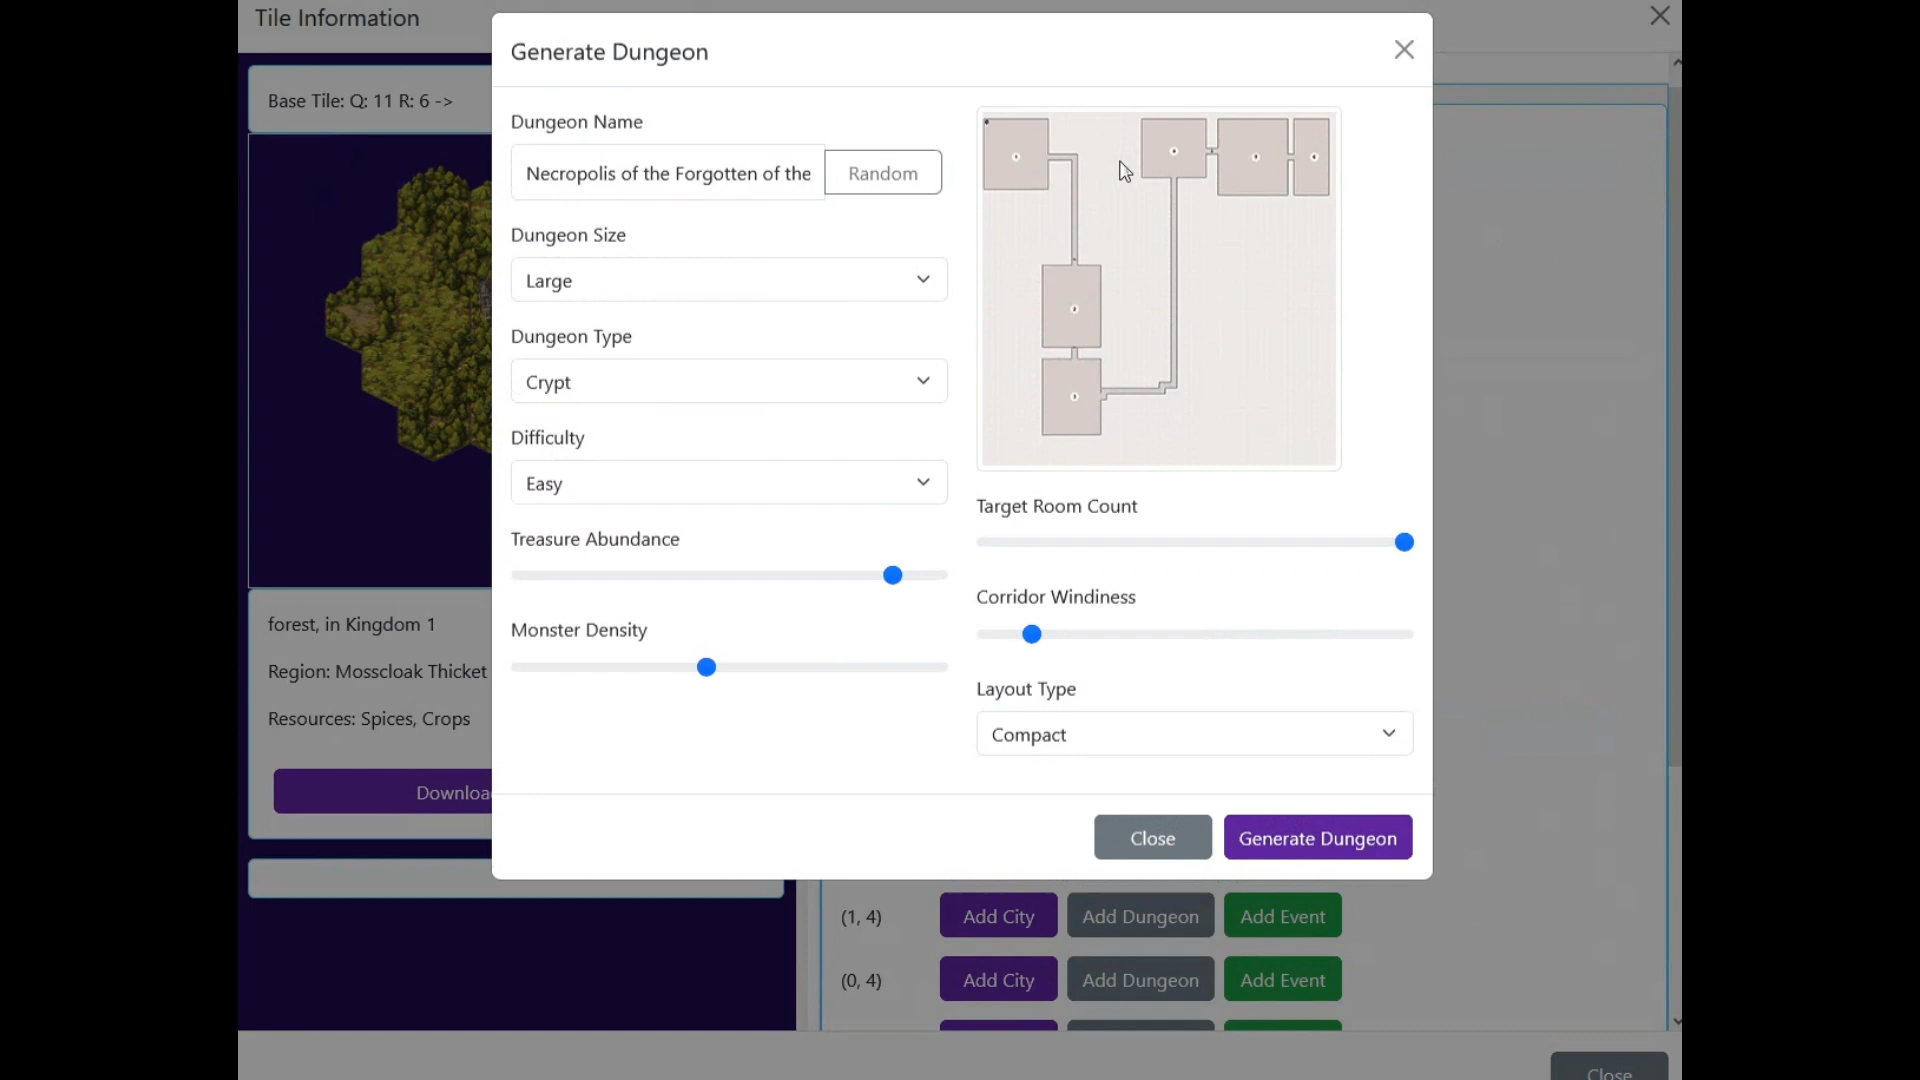 Tile Information
Generate Dungeon
Base Tile: Q: 11 R: 6 ->
Dungeon Name
Necropolis of the Forgotten of the
Random
Dungeon Size
Large
Dungeon Type
Crypt
Difficulty
Easy
Treasure Abundance
Monster Density
Target Room Count
Corridor Windiness
Layout Type
Compact
Close
Generate Dungeon
forest, in Kingdom 1
Region: Mosscloak Thicket
Resources: Spices, Crops
Downloa
(1, 4)
Add City
Add Dungeon
Add Event
(0, 4)
Add City
Add Dungeon
Add Event
Close